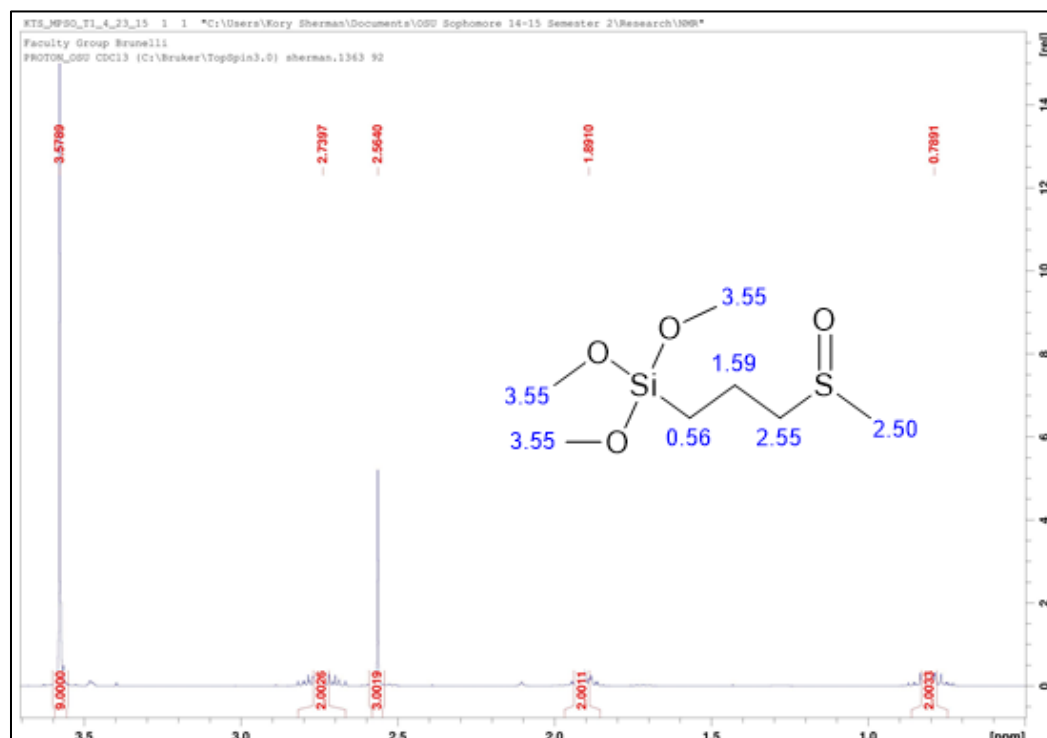 KTS_MPSO_T1_4_23_15 1 1 "C:\Users\Kory Sherman\Documents\OSU Sophomore 14-15 Semester 2\Research\NMR"
Faculty Group Brunelli
PROTON_OSU CDCl3 (C:\Bruker\TopSpin3.0) sherman.1363 92
[rel]
3.5789
2.7397
2.5640
1.8910
0.7891
14
12
10
8
6
4
2
0
3.55
O
O
O
1.59
Si
S
3.55
3.55
O
0.56
2.55
2.50
9.0000
2.0026
3.0019
2.0011
2.0033
3.5
3.0
2.5
2.0
1.5
1.0
[ppm]